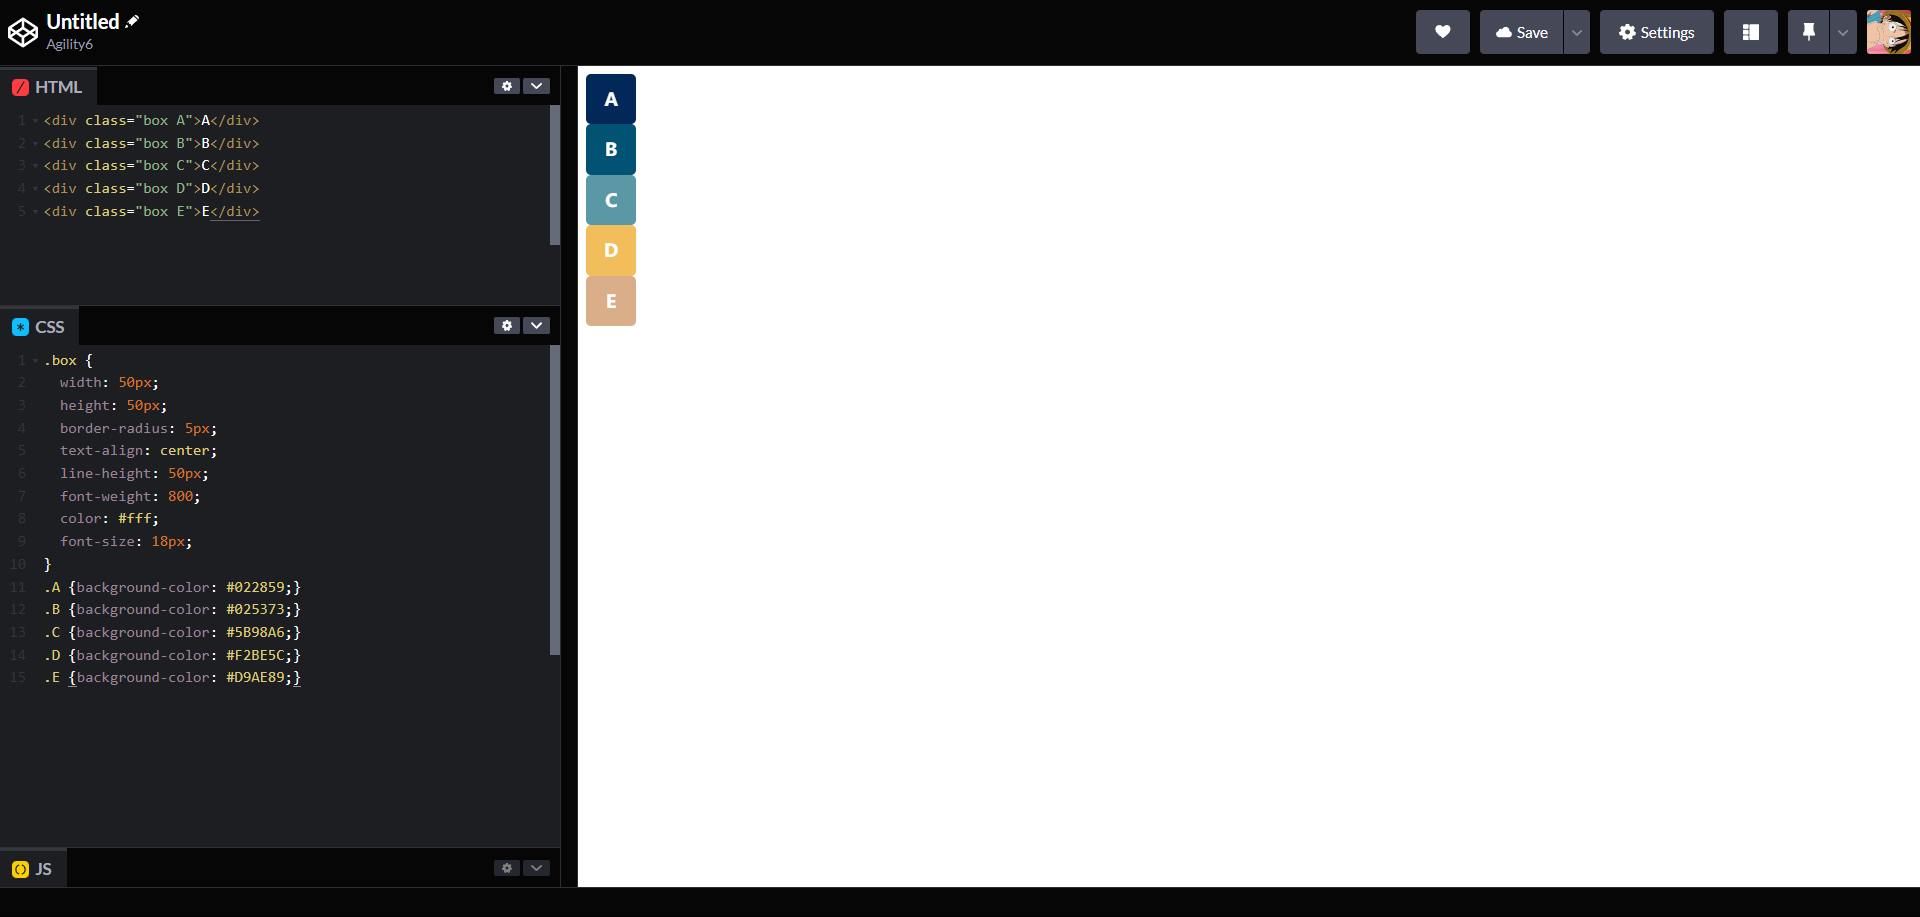 Untitled
Agility6
Save
Settings
HTML
1 <div class="box A">A</div>
2 <div class="box B">B</div>
3 <div class="box C">C</div>
4 <div class="box D">D</div>
5 <div class="box E">E</div>
CSS
1 .box {
2 width: 50px;
3 height: 50px;
4 border-radius: 5px;
5 text-align: center;
6 line-height: 50px;
7 font-weight: 800;
8 color: #fff;
9 font-size: 18px;
10 }
11 .A {background-color: #022859;}
12 .B {background-color: #025373;}
13 .C {background-color: #5B98A6;}
14 .D {background-color: #F2BE5C;}
15 .E {background-color: #D9AE89;}
JS
A
B
C
D
E